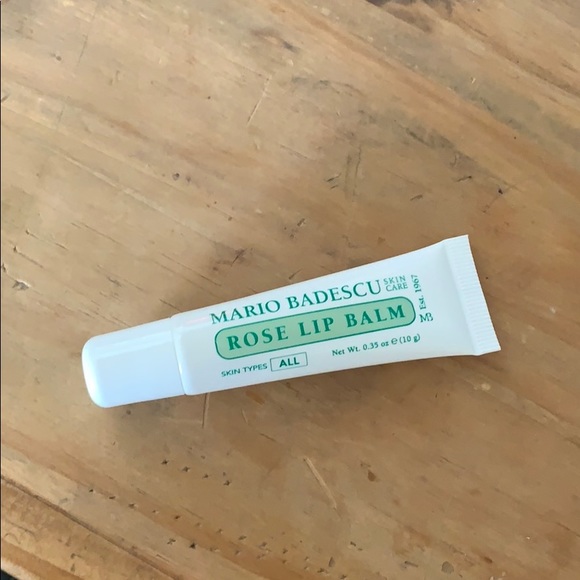 MARIO BADESCU SKIN CARE
ROSE LIP BALM
SKIN TYPES ALL
Net Wt. 0.35 oz ℮ (10 g)
MB Est. 1967